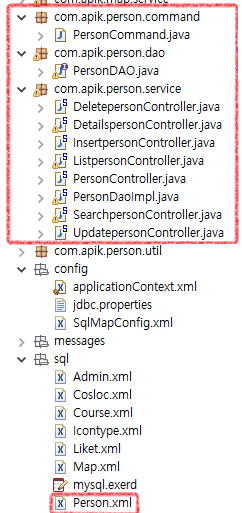 com.apik.map.service
com.apik.person.command
PersonCommand.java
com.apik.person.dao
PersonDAO.java
com.apik.person.service
DeletepersonController.java
DetailspersonController.java
InsertpersonController.java
ListpersonController.java
PersonController.java
PersonDaoImpl.java
SearchpersonController.java
UpdatepersonController.java
com.apik.person.util
config
applicationContext.xml
jdbc.properties
SqlMapConfig.xml
messages
sql
Admin.xml
Cosloc.xml
Course.xml
Icontype.xml
Liket.xml
Map.xml
mysql.exerd
Person.xml